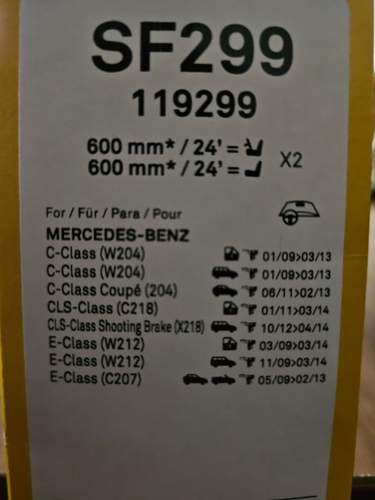 SF299
119299
600 mm* / 24' =
600 mm* / 24' =
X2
For / Für / Para / Pour
MERCEDES-BENZ
C-Class (W204) 01/09>03/13
C-Class (W204) 01/09>03/13
C-Class Coupé (204) 06/11>02/13
CLS-Class (C218) 01/11>03/14
CLS-Class Shooting Brake (X218) 10/12>04/14
E-Class (W212) 03/09>03/14
E-Class (W212) 11/09>03/14
E-Class (C207) 05/09>02/13